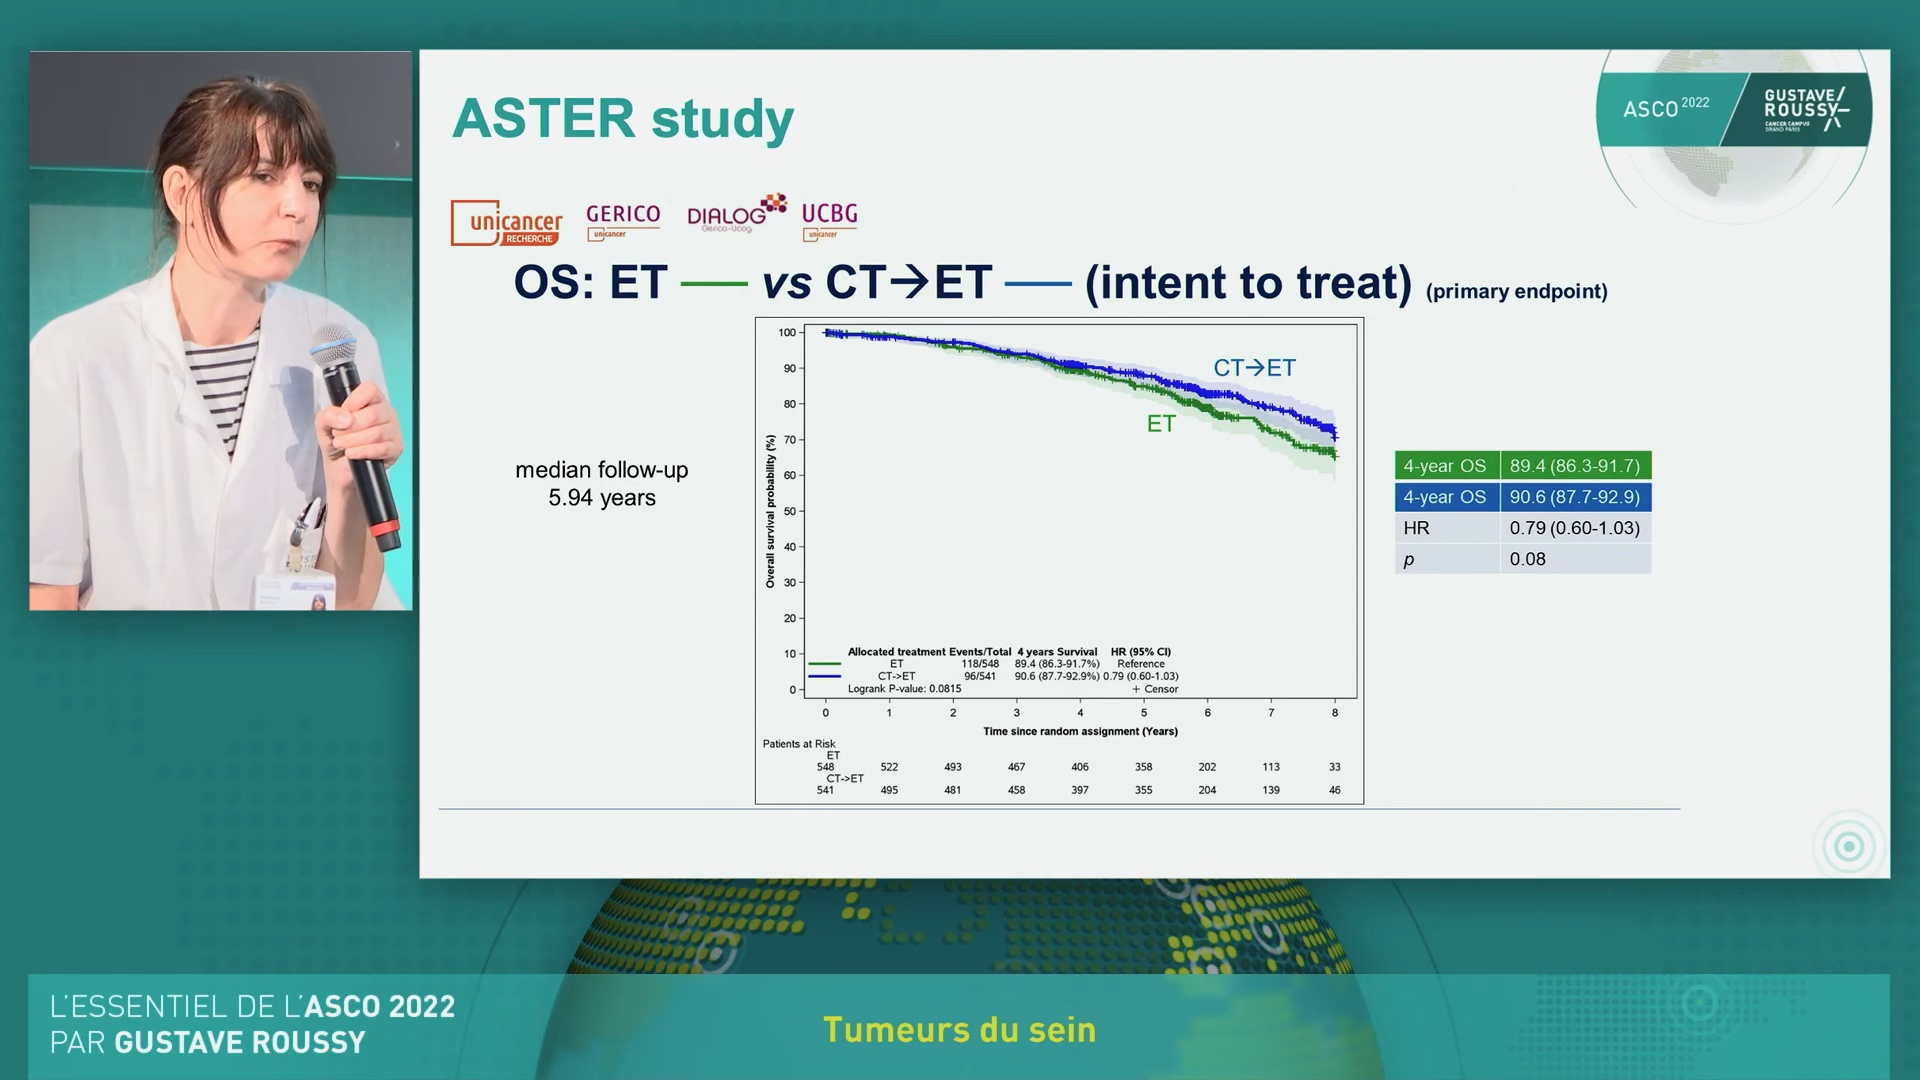 ASTER study
ASCO 2022
GUSTAVE/
ROUSSY
CANCER CAMPUS
GRAND PARIS
unicancer
RECHERCHE
GERICO
unicancer
DIALOG
Gerico-Ucog
UCBG
unicancer
OS: ET vs CT→ET (intent to treat) (primary endpoint)
median follow-up
5.94 years
Overall survival probability (%)
100
90
80
70
60
50
40
30
20
10
0
CT→ET
ET
Allocated treatment Events/Total 4 years Survival HR (95% CI)
ET 118/548 89.4 (86.3-91.7%) Reference
CT->ET 96/541 90.6 (87.7-92.9%) 0.79 (0.60-1.03)
Logrank P-value: 0.0815 + Censor
0 1 2 3 4 5 6 7 8
Time since random assignment (Years)
Patients at Risk
ET
548 522 493 467 406 358 202 113 33
CT->ET
541 495 481 458 397 355 204 139 46
4-year OS 89.4 (86.3-91.7)
4-year OS 90.6 (87.7-92.9)
HR 0.79 (0.60-1.03)
p 0.08
L'ESSENTIEL DE L'ASCO 2022
PAR GUSTAVE ROUSSY
Tumeurs du sein